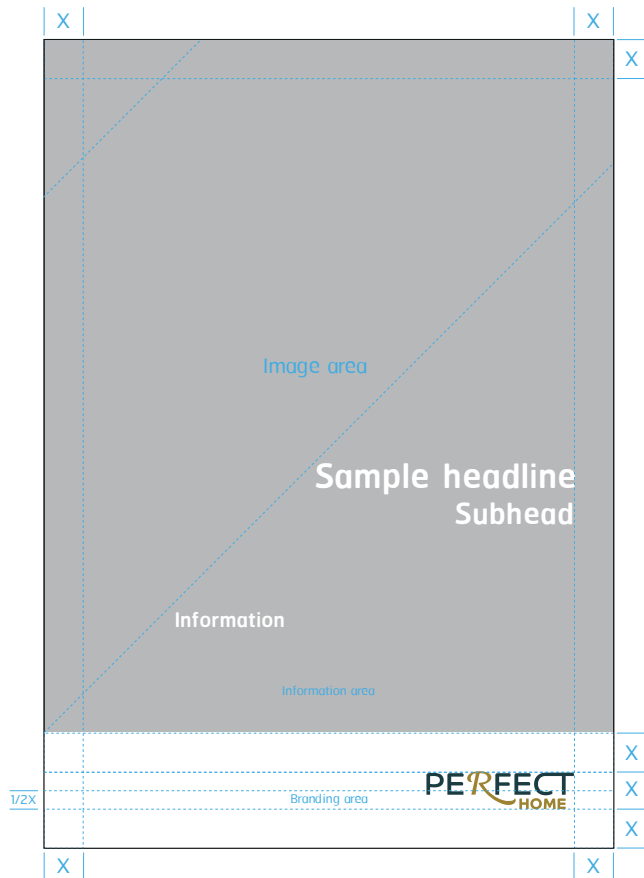 X X
X
Image area
Sample headline
Subhead
Information
Information area
X
PERFECT
X
1/2X Branding area
HOME
X
X X